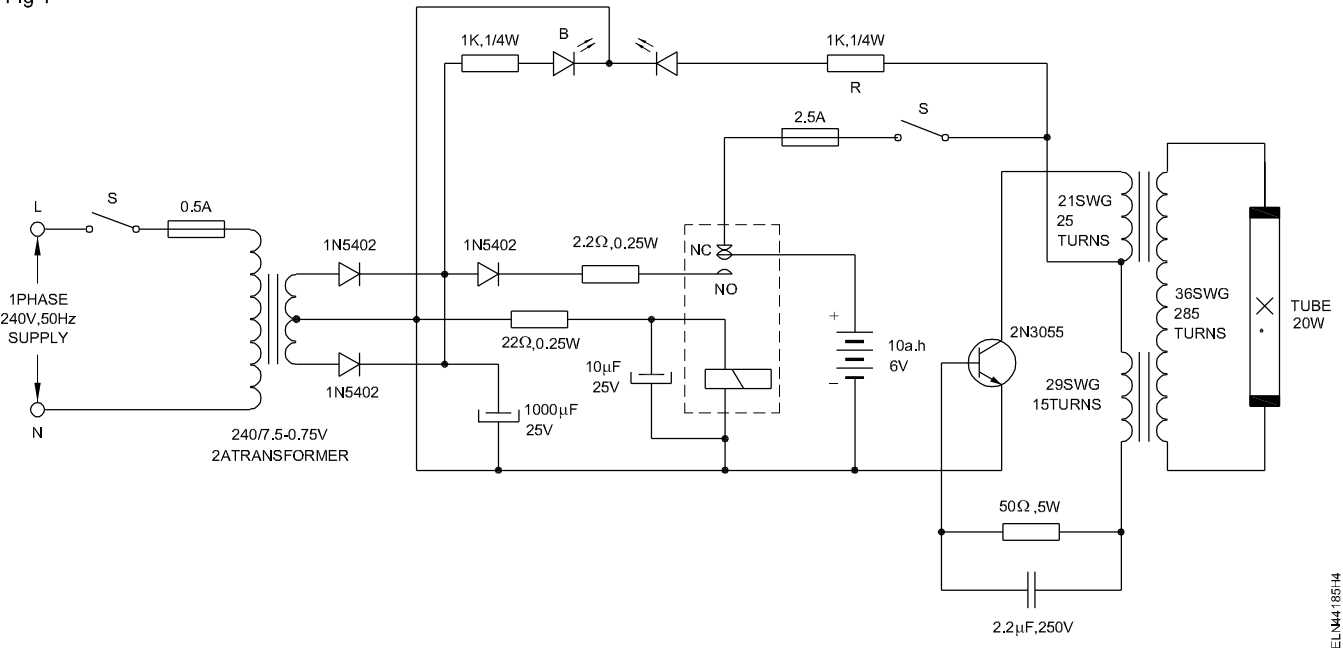 Fig 1
1K,1/4W
B
1K,1/4W
R
2.5A
S
L
S
0.5A
1N5402
1N5402
2.2Ω,0.25W
NC
NO
21SWG
25
TURNS
1PHASE
240V,50Hz
SUPPLY
22Ω,0.25W
+
10a.h
6V
−
2N3055
36SWG
285
TURNS
TUBE
20W
1N5402
10µF
25V
1000µF
25V
29SWG
15TURNS
N
240/7.5-0.75V
2ATRANSFORMER
50Ω,5W
2.2µF,250V
ELN44185H4